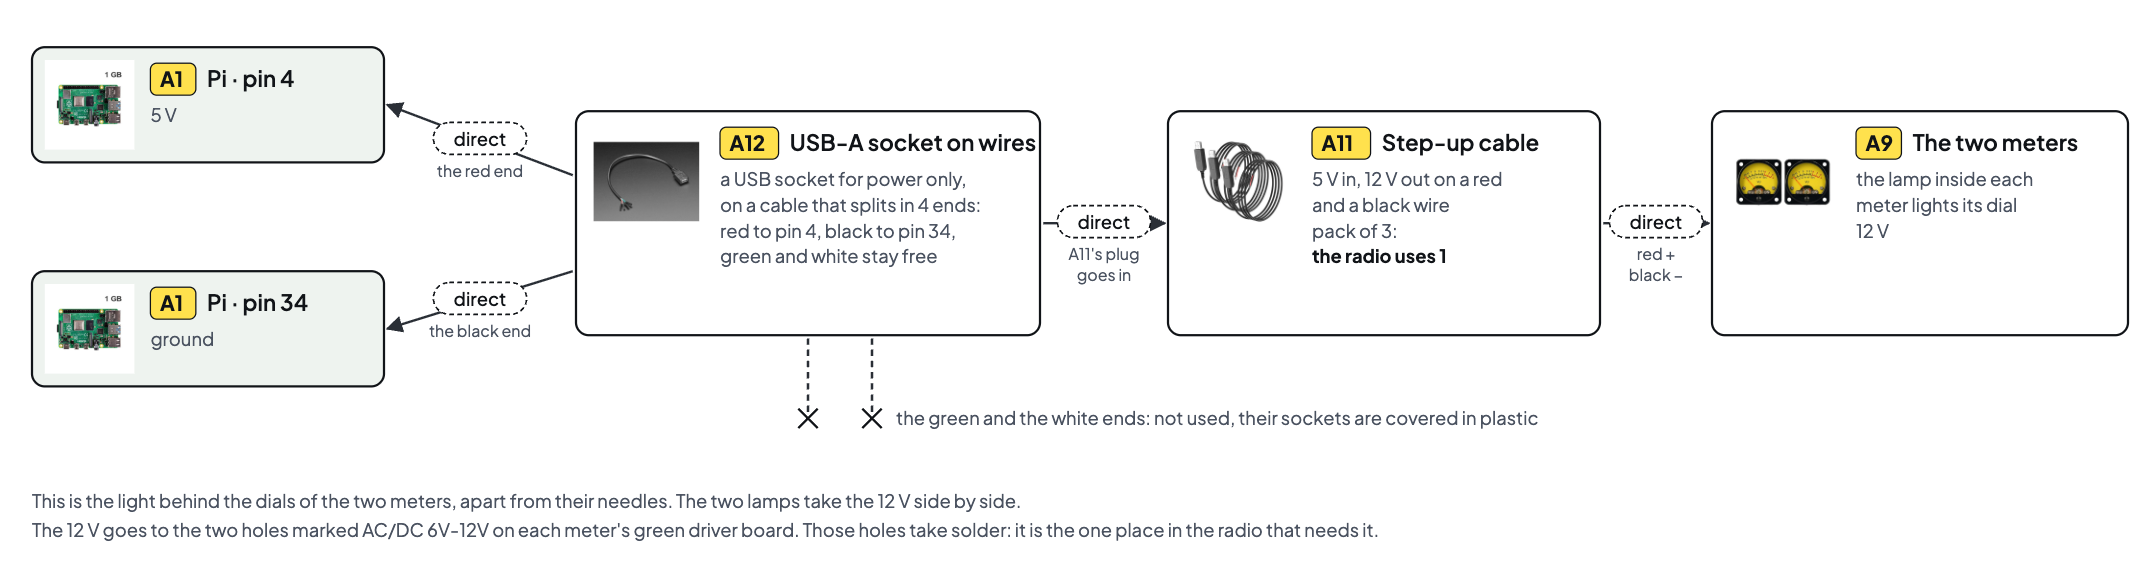 1 GB
A1 Pi · pin 4
5 V
direct
the red end
1 GB
A1 Pi · pin 34
ground
direct
the black end
A12 USB-A socket on wires
a USB socket for power only,
on a cable that splits in 4 ends:
red to pin 4, black to pin 34,
green and white stay free
direct
A11's plug
goes in
A11 Step-up cable
5 V in, 12 V out on a red
and a black wire
pack of 3:
the radio uses 1
direct
red +
black –
A9 The two meters
the lamp inside each
meter lights its dial
12 V
the green and the white ends: not used, their sockets are covered in plastic
This is the light behind the dials of the two meters, apart from their needles. The two lamps take the 12 V side by side.
The 12 V goes to the two holes marked AC/DC 6V-12V on each meter's green driver board. Those holes take solder: it is the one place in the radio that needs it.